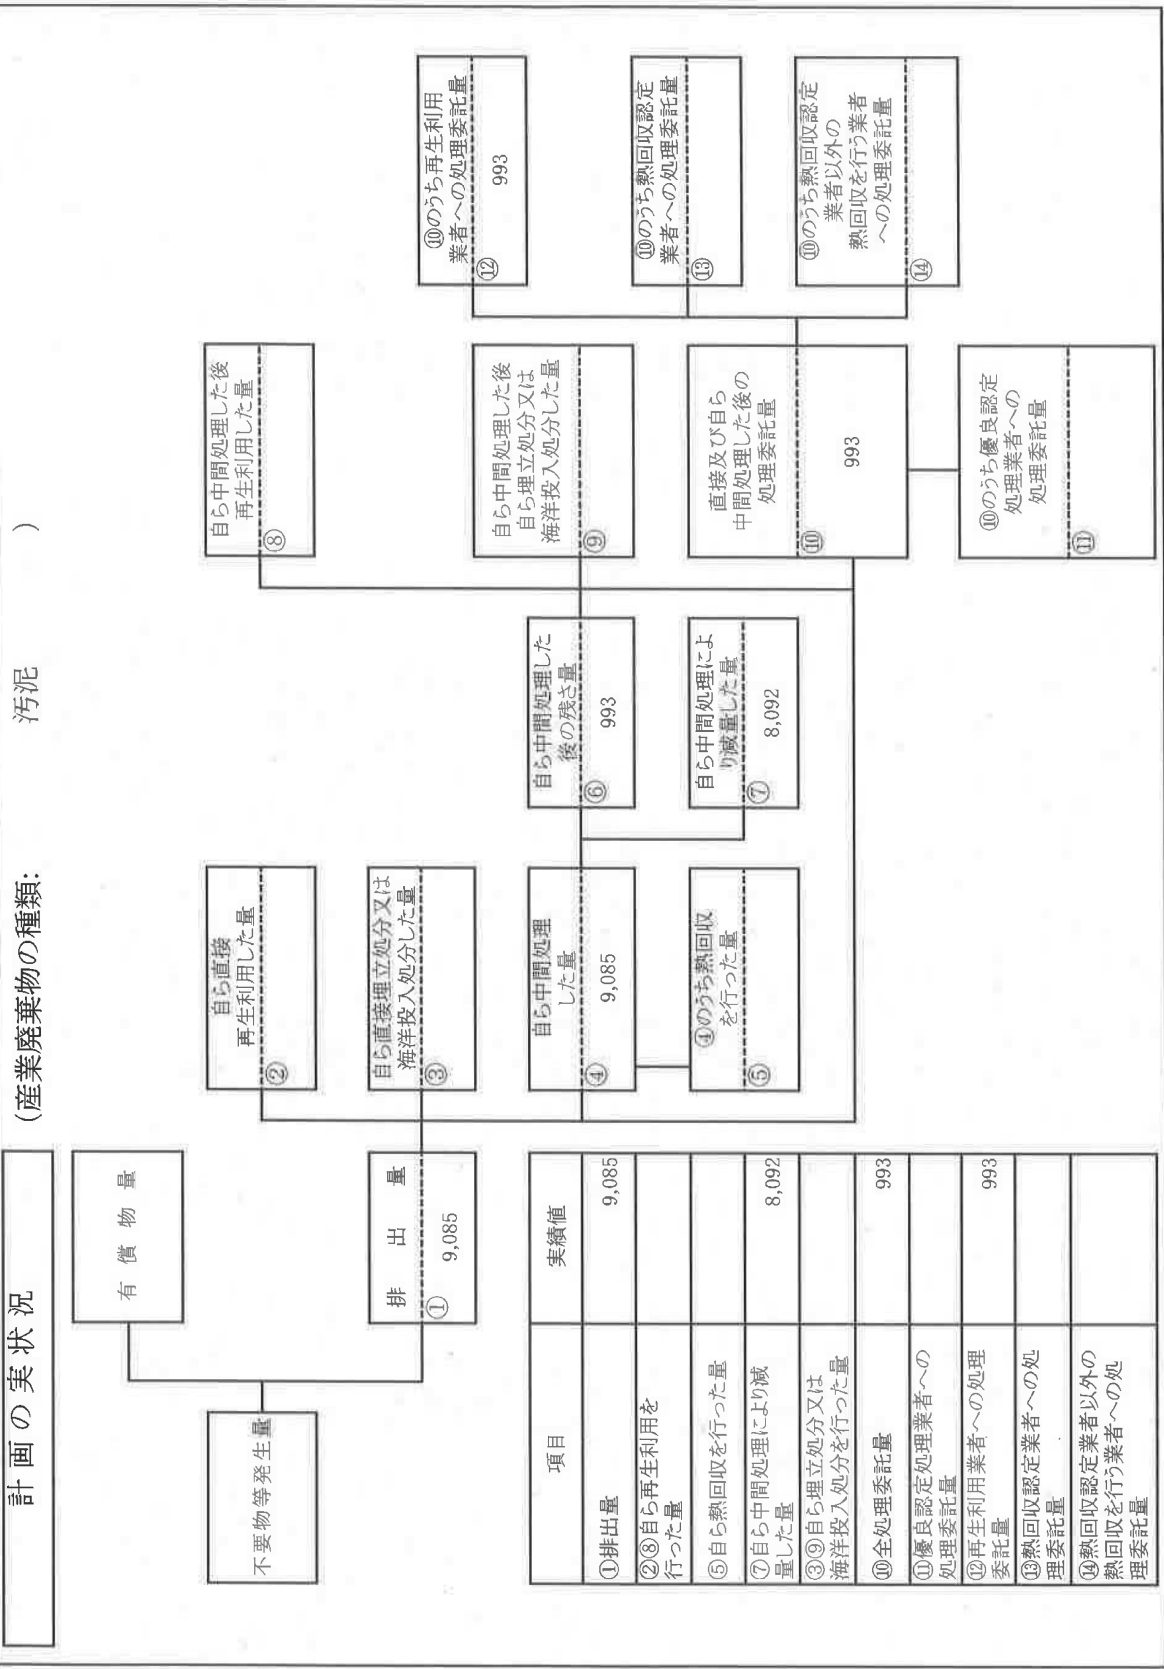 計画の実状況
(産業廃棄物の種類:
汚泥
)
有償物量
不要物等発生量
排出量
①
9,085
自ら直接
再生利用した量
②
自ら直接埋立処分又は
海洋投入処分した量
③
自ら中間処理
した量
④
9,085
④のうち熱回収
を行った量
⑤
自ら中間処理した
後の残さ量
⑥
993
自ら中間処理によ
り減量した量
⑦
8,092
自ら中間処理した後
再生利用した量
⑧
自ら中間処理した後
自ら埋立処分又は
海洋投入処分した量
⑨
直接及び自ら
中間処理した後の
処理委託量
⑩
993
⑩のうち優良認定
処理業者への
処理委託量
⑪
⑩のうち再生利用
業者への処理委託量
⑫
993
⑩のうち熱回収認定
業者への処理委託量
⑬
⑩のうち熱回収認定
業者以外の
熱回収を行う業者
への処理委託量
⑭
項目
実績値
①排出量
9,085
②⑧自ら再生利用を
行った量
⑤自ら熱回収を行った量
⑦自ら中間処理により減
量した量
8,092
③⑨自ら埋立処分又は
海洋投入処分を行った量
⑩全処理委託量
993
⑪優良認定処理業者への
処理委託量
⑫再生利用業者への処理
委託量
993
⑬熱回収認定業者への処
理委託量
⑭熱回収認定業者以外の
熱回収を行う業者への処
理委託量